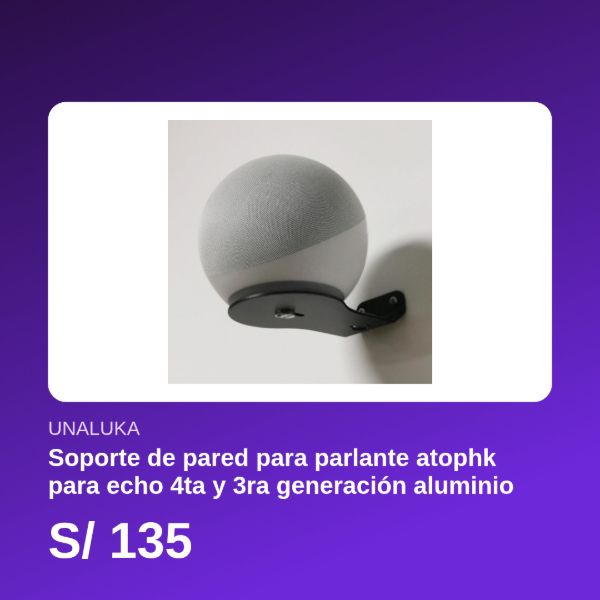 UNALUKA
Soporte de pared para parlante atophk
para echo 4ta y 3ra generación aluminio
S/ 135